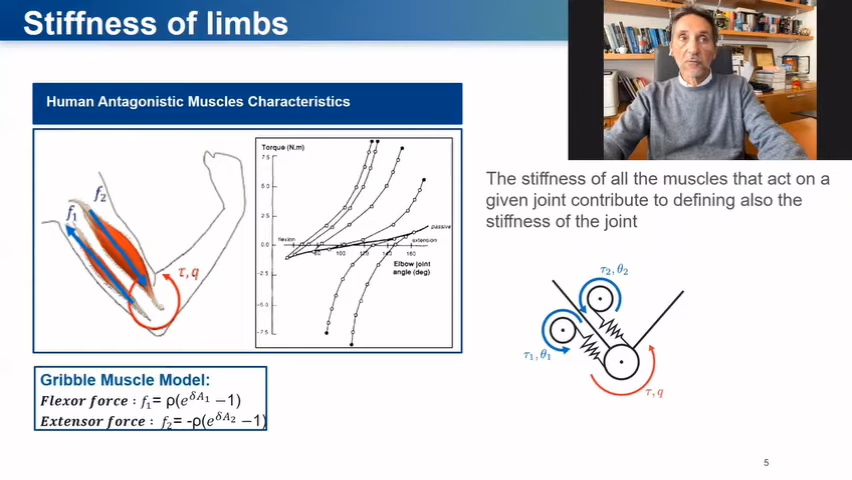 Stiffness of limbs
Human Antagonistic Muscles Characteristics
f₂
f₁
τ, q
Torque (N.m)
7.5
5.0
2.5
0.0
-2.5
-5.0
-7.5
flexion
passive
extension
80 100 120 140 160
Elbow joint
angle (deg)
The stiffness of all the muscles that act on a
given joint contribute to defining also the
stiffness of the joint
τ₂, θ₂
τ₁, θ₁
τ, q
Gribble Muscle Model:
Flexor force : f₁= ρ(e^δA₁ −1)
Extensor force : f₂= -ρ(e^δA₂ −1)
5